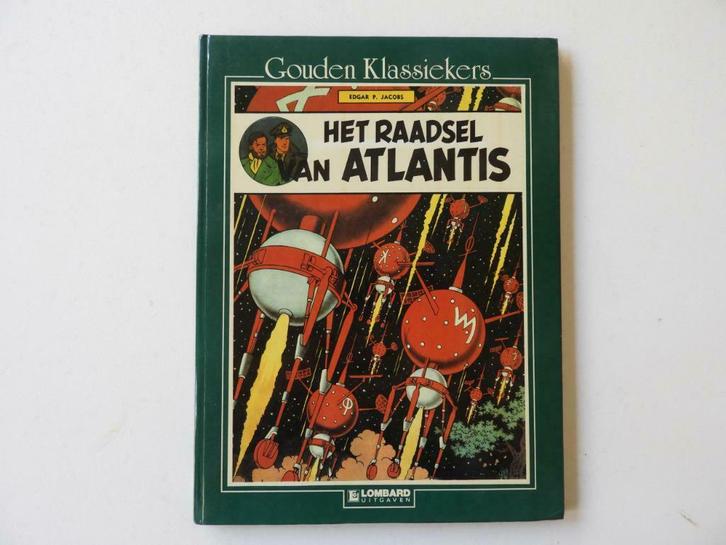 Gouden Klassiekers
EDGAR P. JACOBS
HET RAADSEL
VAN ATLANTIS
LOMBARD
UITGAVEN